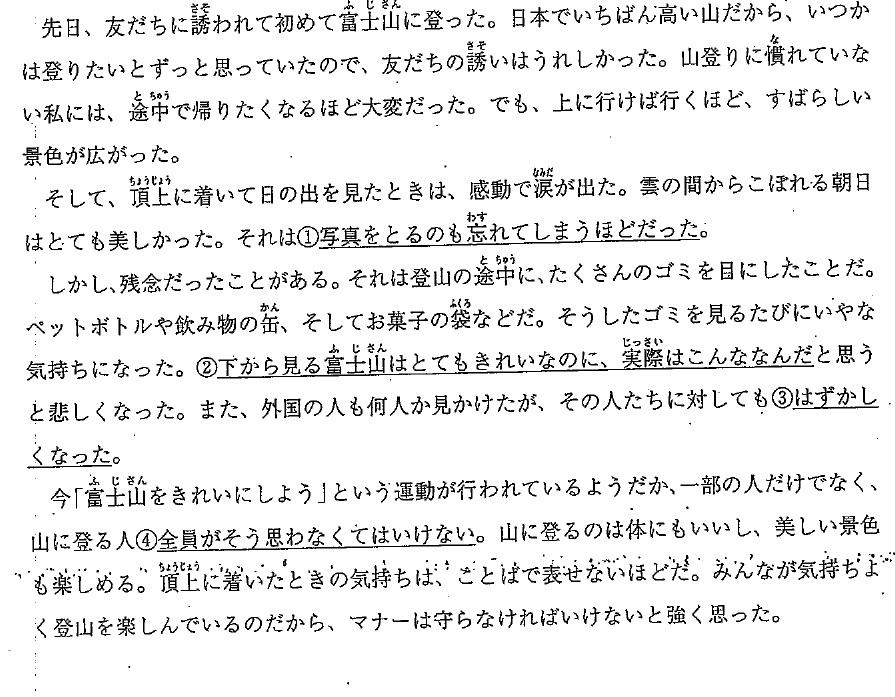 先日、友だちに誘われて初めて富士山に登った。日本でいちばん高い山だから、いつか
は登りたいとずっと思っていたので、友だちの誘いはうれしかった。山登りに慣れていな
い私には、途中で帰りたくなるほど大変だった。でも、上に行けば行くほど、すばらしい
景色が広がった。
そして、頂上に着いて日の出を見たときは、感動で涙が出た。雲の間からこぼれる朝日
はとても美しかった。それは①写真をとるのも忘れてしまうほどだった。
しかし、残念だったことがある。それは登山の途中に、たくさんのゴミを目にしたことだ。
ペットボトルや飲み物の缶、そしてお菓子の袋などだ。そうしたゴミを見るたびにいやな
気持ちになった。②下から見る富士山はとてもきれいなのに、実際はこんななんだと思う
と悲しくなった。また、外国の人も何人か見かけたが、その人たちに対しても③はずかし
くなった。
今「富士山をきれいにしよう」という運動が行われているようだか、一部の人だけでなく、
山に登る人④全員がそう思わなくてはいけない。山に登るのは体にもいいし、美しい景色
も楽しめる。頂上に着いたときの気持ちは、ことばで表せないほどだ。みんなが気持ちよ
く登山を楽しんでいるのだから、マナーは守らなければいけないと強く思った。